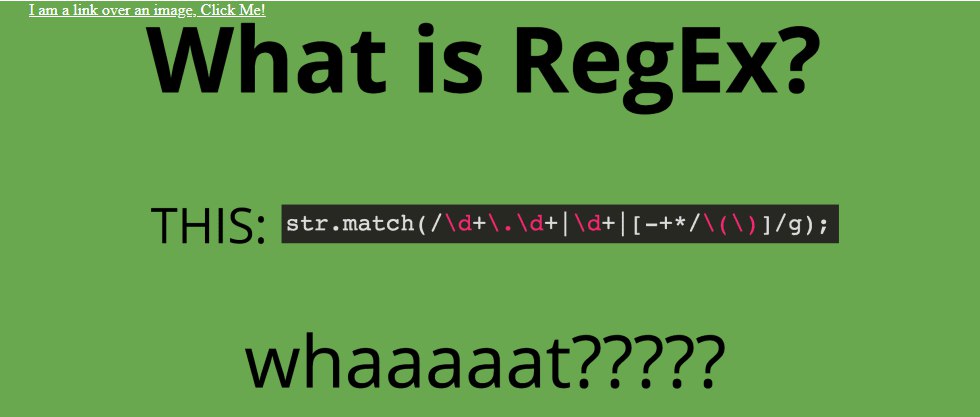 I am a link over an image, Click Me!
What is RegEx?
THIS: str.match(/\d+\.\d+|\d+|[-+*/\(\)]/g);
whaaaaat?????